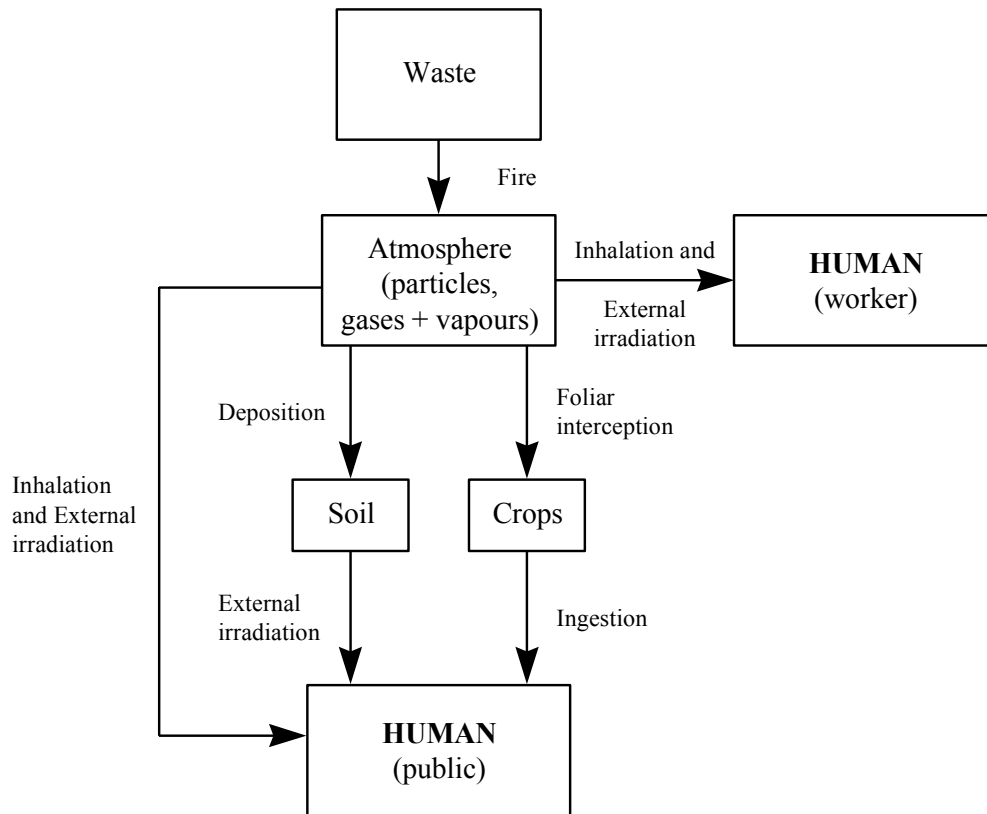 Waste
Fire
Atmosphere
(particles,
gases + vapours)
Inhalation and
External
irradiation
HUMAN
(worker)
Deposition
Foliar
interception
Inhalation
and External
irradiation
Soil
Crops
External
irradiation
Ingestion
HUMAN
(public)